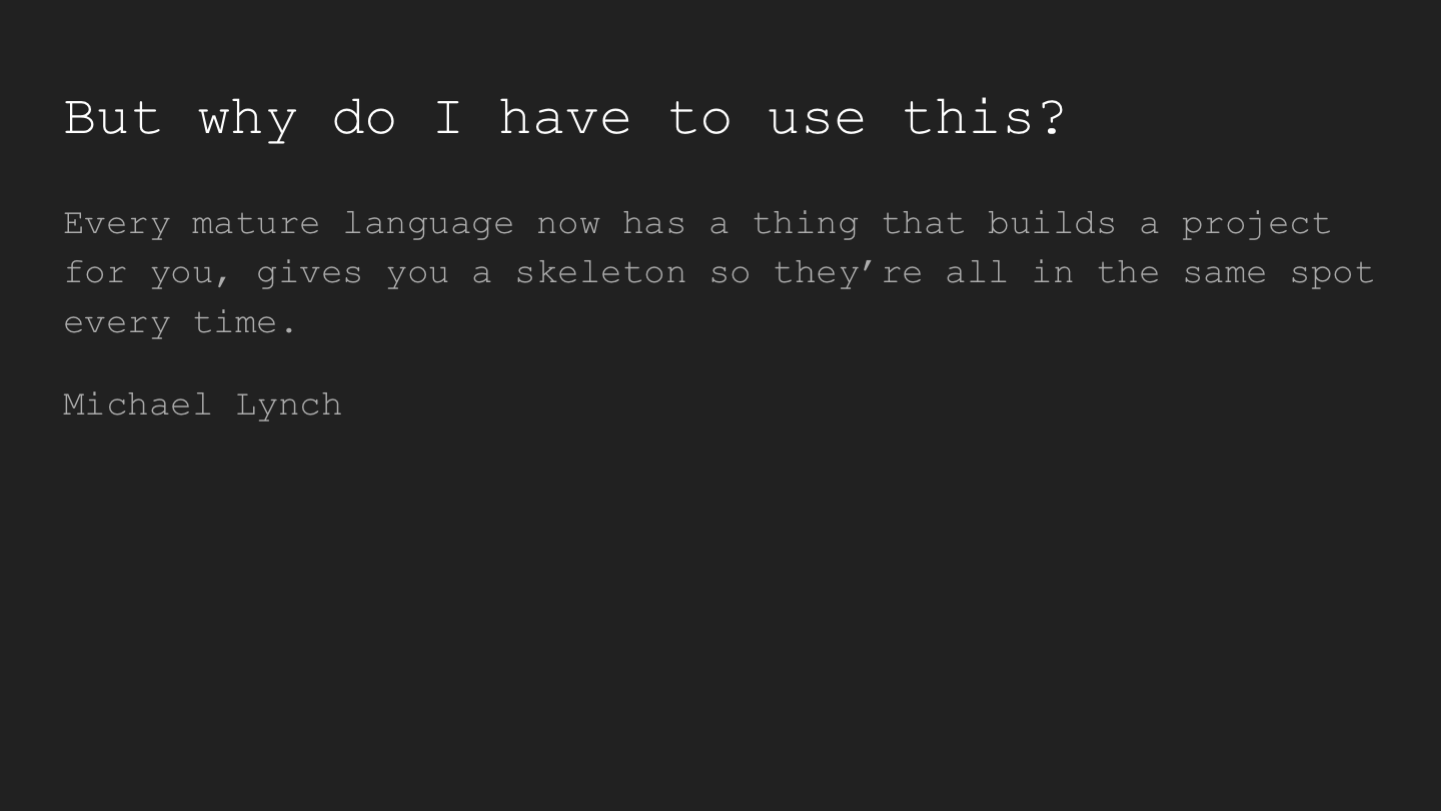 But why do I have to use this?
Every mature language now has a thing that builds a project
for you, gives you a skeleton so they’re all in the same spot
every time.
Michael Lynch